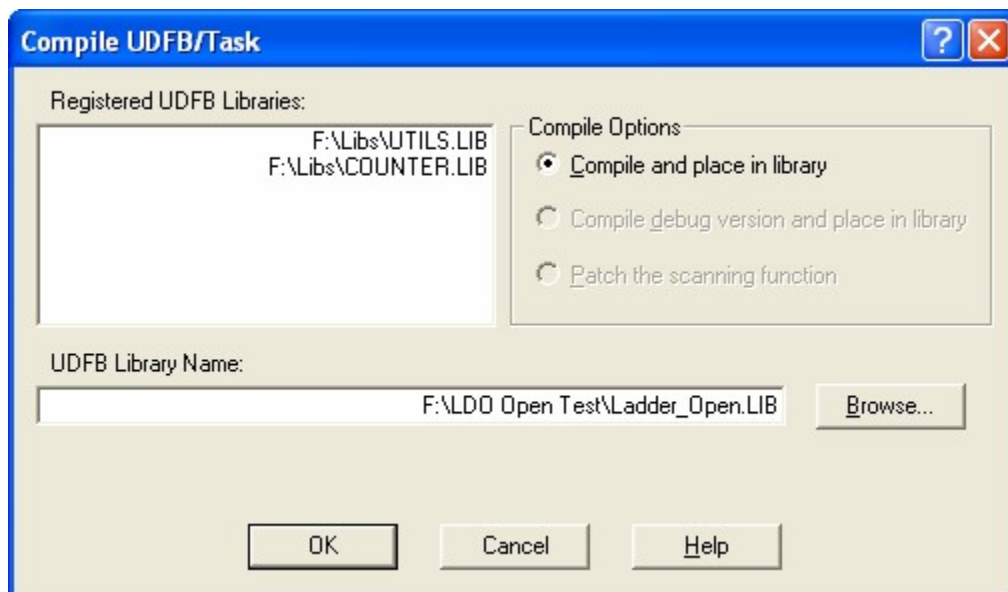 Compile UDFB/Task
?
Registered UDFB Libraries:
F:\Libs\UTILS.LIB
F:\Libs\COUNTER.LIB
Compile Options
Compile and place in library
Compile debug version and place in library
Patch the scanning function
UDFB Library Name:
F:\LDO Open Test\Ladder_Open.LIB
Browse...
OK
Cancel
Help